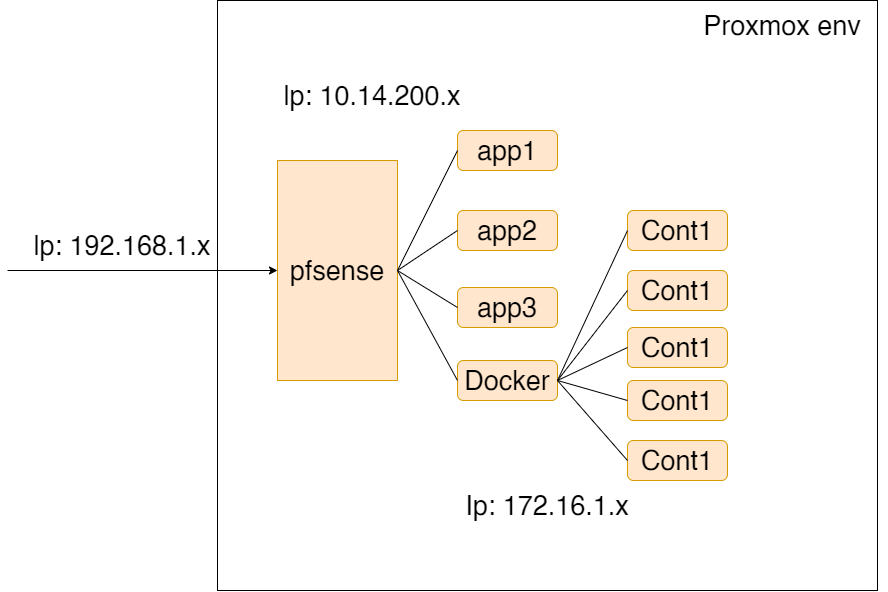 Proxmox env
Ip: 10.14.200.x
app1
Ip: 192.168.1.x
pfsense
app2
app3
Docker
Cont1
Cont1
Cont1
Cont1
Cont1
Ip: 172.16.1.x